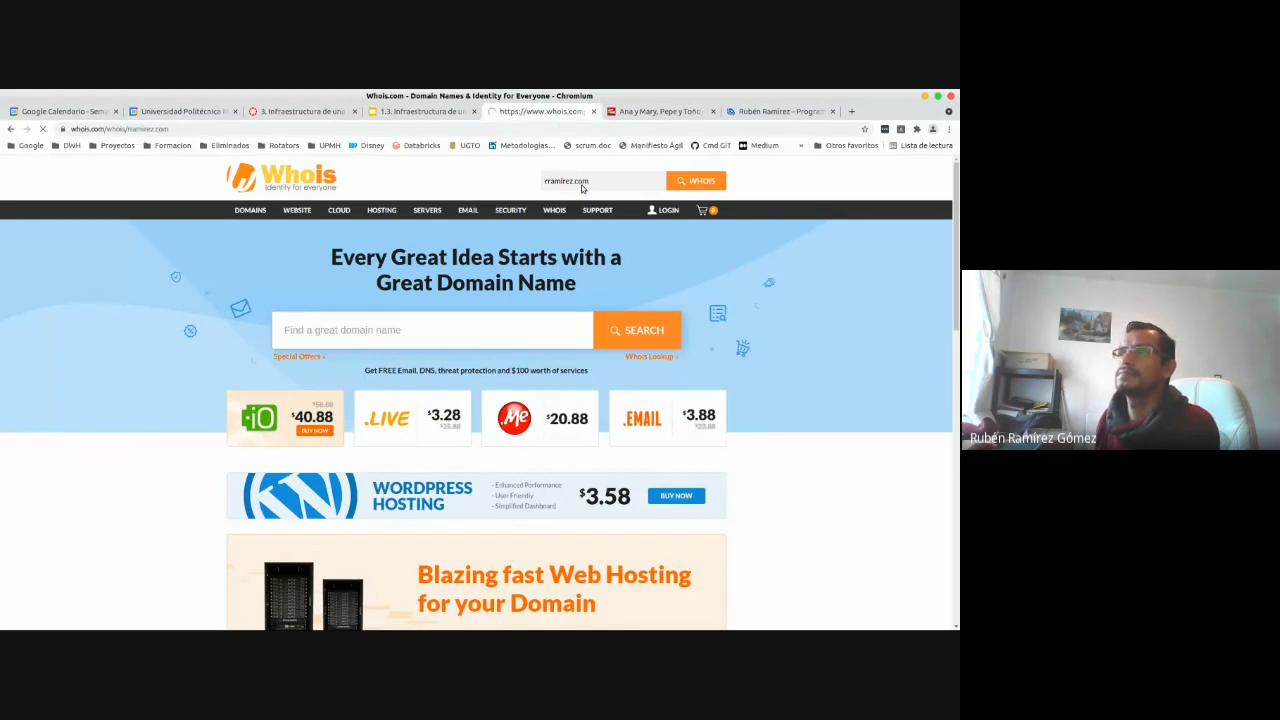 Whois.com - Domain Names & Identity for Everyone - Chromium
Google Calendario - Sema
Universidad Politécnica M
3. Infraestructura de una
1.3. Infraestructura de u
https://www.whois.com
Ana y Mary, Pepe y Toño
Rubén Ramírez – Program
whois.com/whois/rramirez.com
Google
DWH
Proyectos
Formacion
Eliminados
Rotators
UPMH
Disney
Databricks
UGTO
Metodologías...
scrum.doc
Manifiesto Ágil
Cmd GIT
Medium
»
Otros favoritos
Lista de lectura
Whois
Identity for everyone
rramirez.com
WHOIS
DOMAINS WEBSITE CLOUD HOSTING SERVERS EMAIL SECURITY WHOIS SUPPORT LOGIN 0
Every Great Idea Starts with a
Great Domain Name
Find a great domain name
SEARCH
Special Offers »
Whois Lookup »
Get FREE Email, DNS, threat protection and $100 worth of services
.iO
$40.88
BUY NOW
.LIVE
$3.28
.Me
$20.88
.EMAIL
$3.88
WORDPRESS
HOSTING
- Enhanced Performance
- User Friendly
- Simplified Dashboard
$3.58
BUY NOW
Blazing fast Web Hosting
for your Domain
Rubén Ramírez Gómez